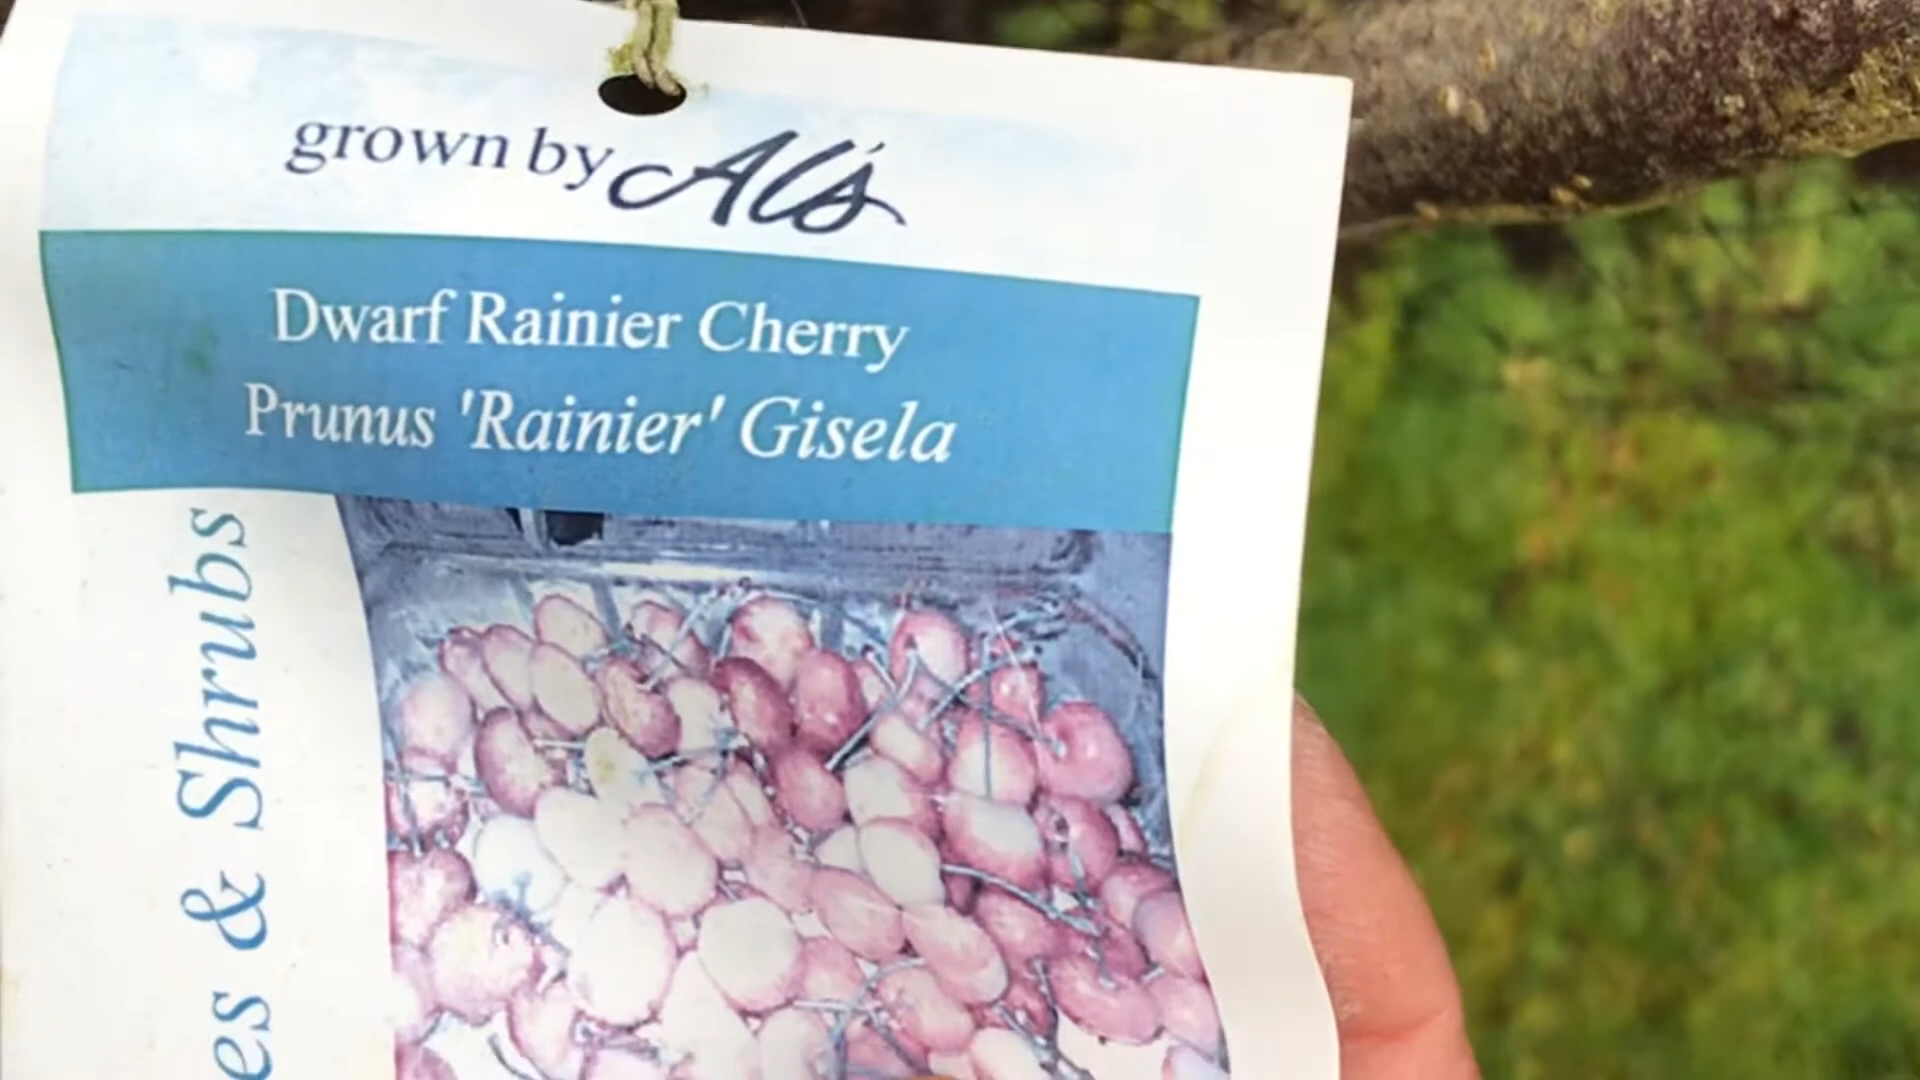 grown by Al's
Dwarf Rainier Cherry
Prunus 'Rainier' Gisela
es & Shrubs